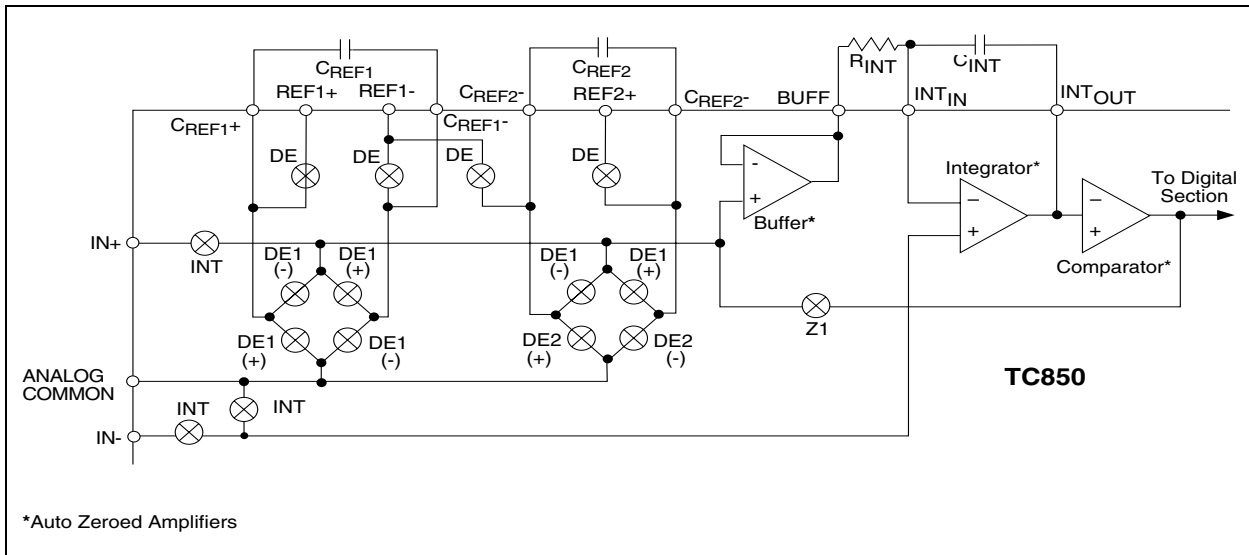 RINT
CINT
CREF1
CREF2
REF1+
REF1-
CREF2-
REF2+
CREF2-
BUFF
INTIN
INTOUT
CREF1+
CREF1-
DE
DE
DE
DE
-
+
Buffer*
Integrator*
–
+
–
+
Comparator*
To Digital
Section
IN+
INT
DE1
(-)
DE1
(+)
DE1
(-)
DE1
(+)
DE1
(+)
DE1
(-)
DE2
(+)
DE2
(-)
Z1
ANALOG
COMMON
INT
INT
IN-
TC850
*Auto Zeroed Amplifiers